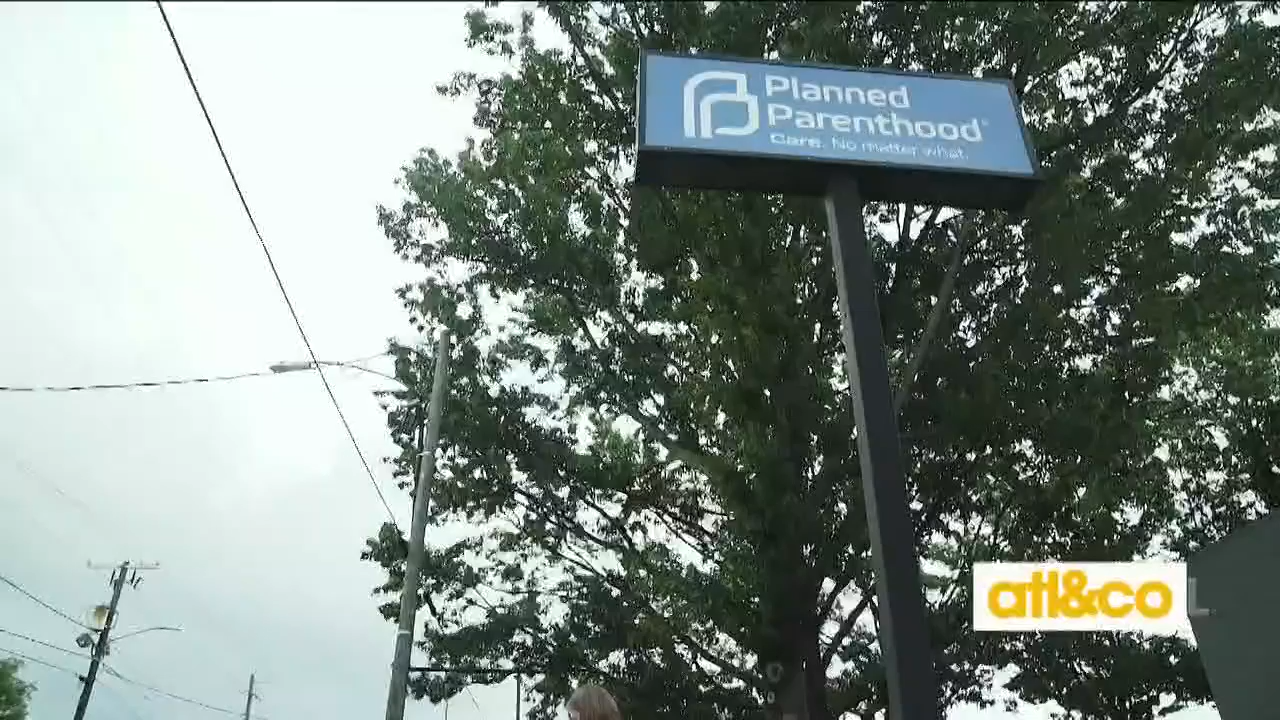 Planned
Parenthood®
Care. No matter what.
atl&co
L